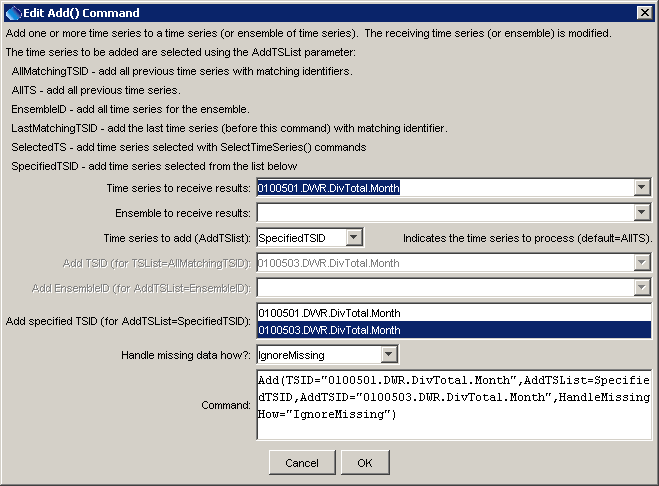 Edit Add() Command
Add one or more time series to a time series (or ensemble of time series). The receiving time series (or ensemble) is modified.
The time series to be added are selected using the AddTSList parameter:
AllMatchingTSID - add all previous time series with matching identifiers.
AllTS - add all previous time series.
EnsembleID - add all time series for the ensemble.
LastMatchingTSID - add the last time series (before this command) with matching identifier.
SelectedTS - add time series selected with SelectTimeSeries() commands
SpecifiedTSID - add time series selected from the list below
Time series to receive results: 0100501.DWR.DivTotal.Month
Ensemble to receive results:
Time series to add (AddTSlist): SpecifiedTSID Indicates the time series to process (default=AllTS).
Add TSID (for TSList=AllMatchingTSID): 0100503.DWR.DivTotal.Month
Add EnsembleID (for AddTSList=EnsembleID):
Add specified TSID (for AddTSList=SpecifiedTSID): 0100501.DWR.DivTotal.Month
0100503.DWR.DivTotal.Month
Handle missing data how?: IgnoreMissing
Command: Add(TSID="0100501.DWR.DivTotal.Month",AddTSList=Specifie
dTSID,AddTSID="0100503.DWR.DivTotal.Month",HandleMissing
How="IgnoreMissing")
Cancel OK